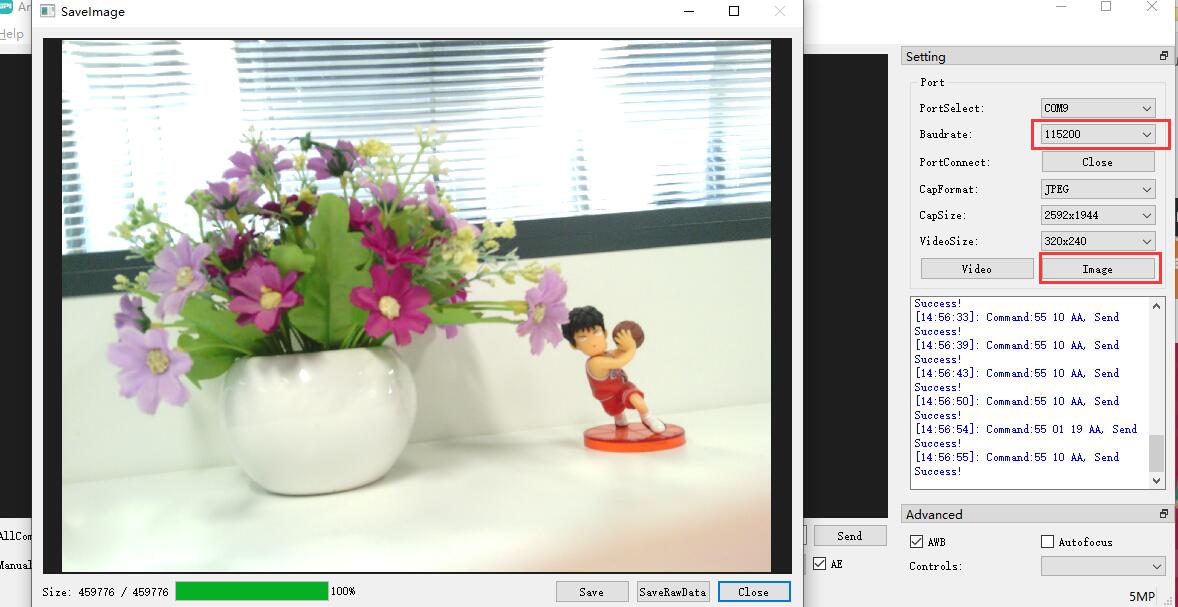 SaveImage
Help
Setting
Port
PortSelect: COM9
Baudrate: 115200
PortConnect: Close
CapFormat: JPEG
CapSize: 2592x1944
VideoSize: 320x240
Video Image
Success!
[14:56:33]: Command:55 10 AA, Send
Success!
[14:56:39]: Command:55 10 AA, Send
Success!
[14:56:43]: Command:55 10 AA, Send
Success!
[14:56:50]: Command:55 10 AA, Send
Success!
[14:56:54]: Command:55 01 19 AA, Send
Success!
[14:56:55]: Command:55 10 AA, Send
Success!
Advanced
AWB Autofocus
Controls:
5MP
AllCom
Manual
Send
AE
Size: 459776 / 459776 100% Save SaveRawData Close